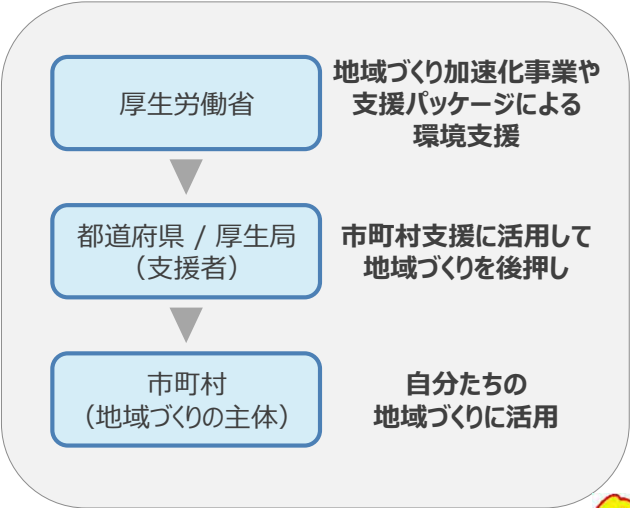 厚生労働省
地域づくり加速化事業や
支援パッケージによる
環境支援
都道府県 / 厚生局
（支援者）
市町村支援に活用して
地域づくりを後押し
市町村
（地域づくりの主体）
自分たちの
地域づくりに活用